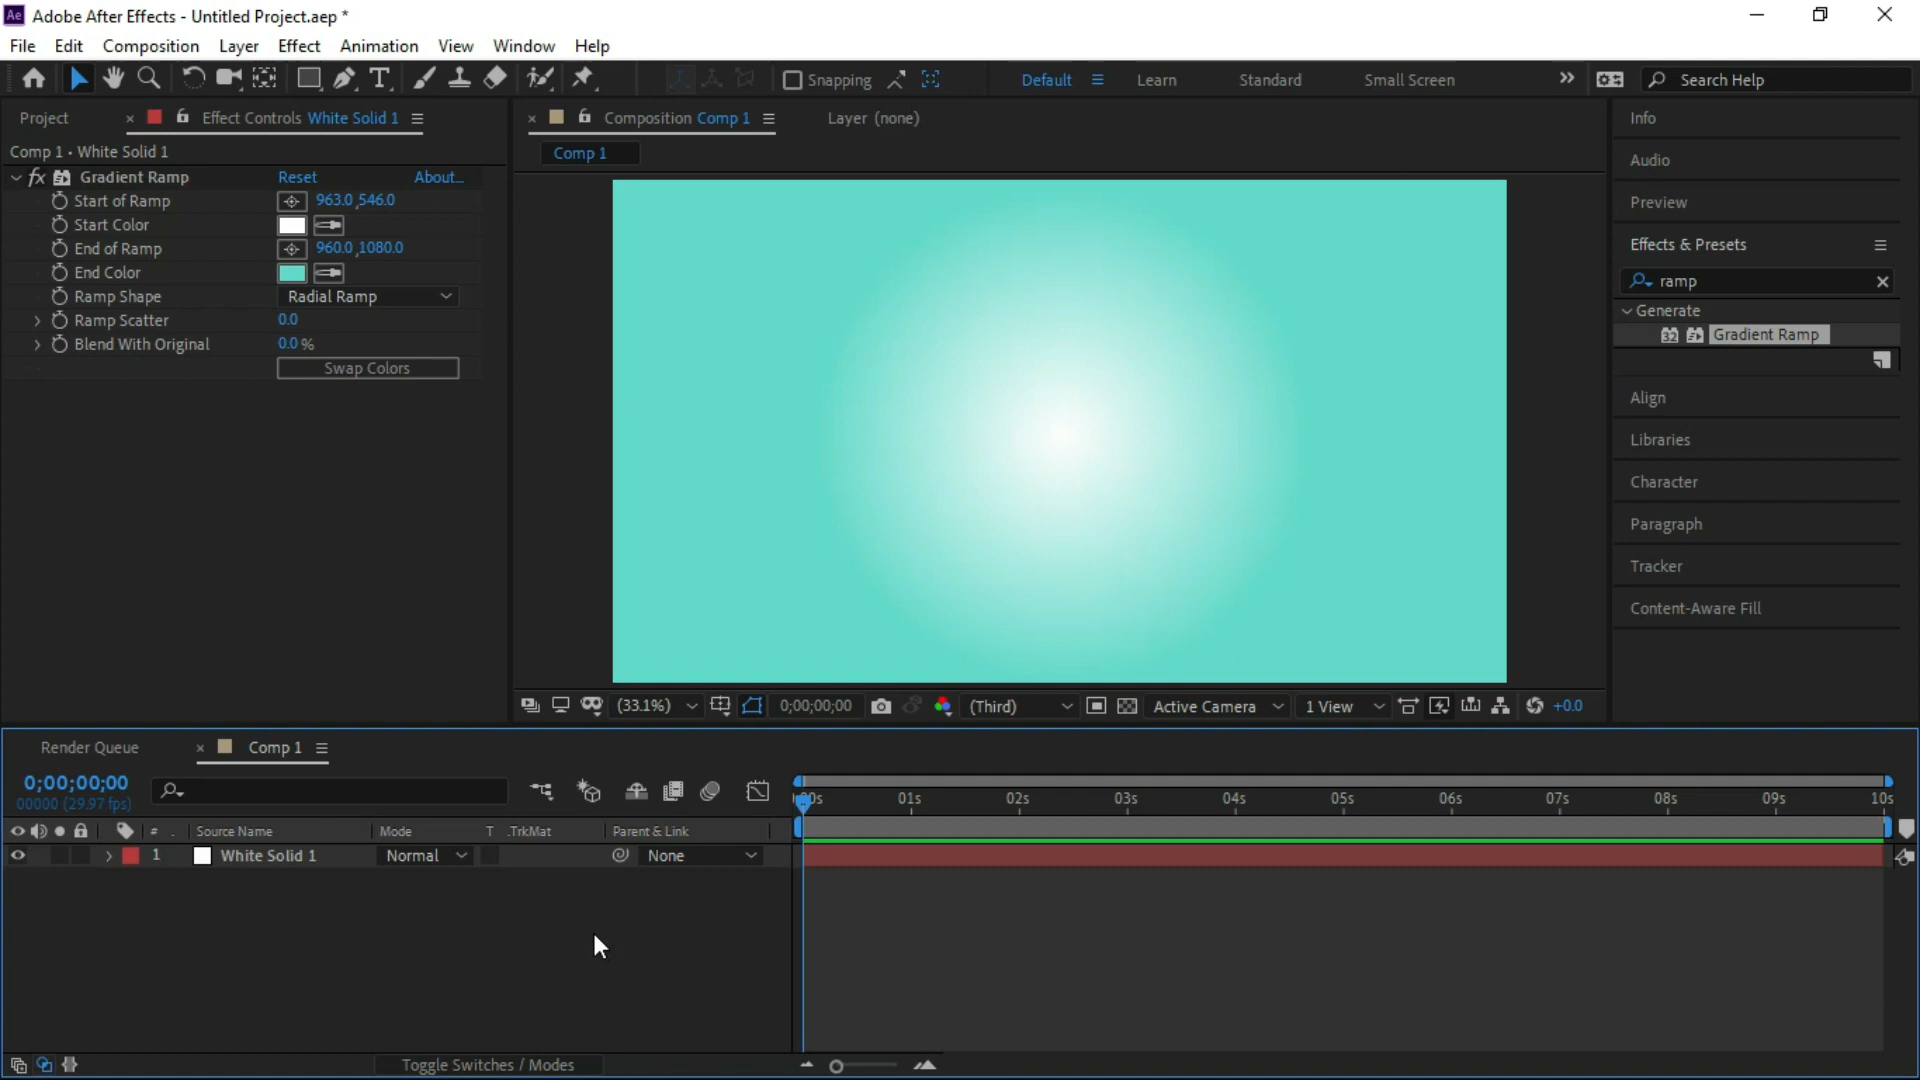 Ae Adobe After Effects - Untitled Project.aep *
File Edit Composition Layer Effect Animation View Window Help
Snapping Default Learn Standard Small Screen Search Help
Project Effect Controls White Solid 1
Comp 1 • White Solid 1
fx Gradient Ramp Reset About...
Start of Ramp 963.0,546.0
Start Color
End of Ramp 960.0,1080.0
End Color
Ramp Shape Radial Ramp
Ramp Scatter 0.0
Blend With Original 0.0 %
Swap Colors
Composition Comp 1 Layer (none)
Comp 1
(33.1%) 0;00;00;00 (Third) Active Camera 1 View +0.0
Info
Audio
Preview
Effects & Presets
ramp
Generate
32 Gradient Ramp
Align
Libraries
Character
Paragraph
Tracker
Content-Aware Fill
Render Queue Comp 1
0;00;00;00
00000 (29.97 fps)
01s 02s 03s 04s 05s 06s 07s 08s 09s 10s
# . Source Name Mode T .TrkMat Parent & Link
1 White Solid 1 Normal None
Toggle Switches / Modes